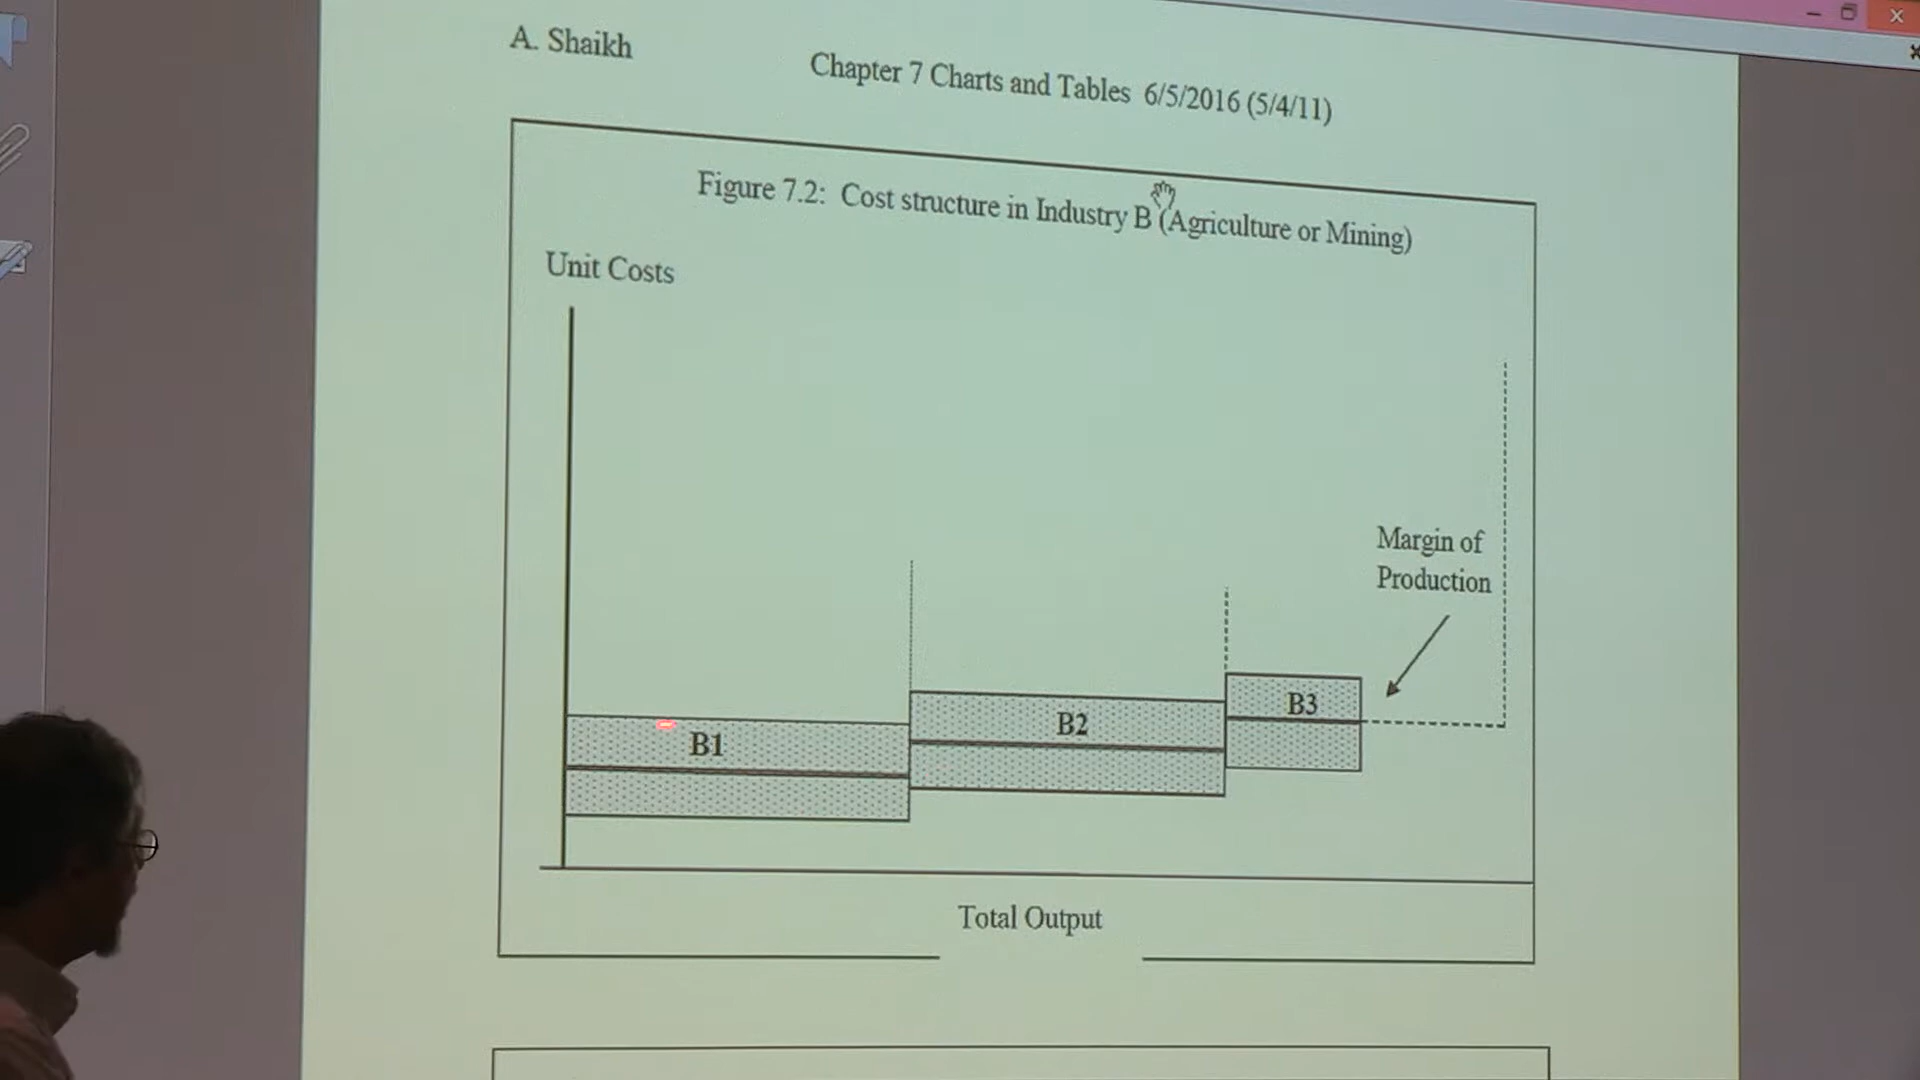 A. Shaikh
Chapter 7 Charts and Tables 6/5/2016 (5/4/11)
Figure 7.2: Cost structure in Industry B (Agriculture or Mining)
Unit Costs
Margin of
Production
B1
B2
B3
Total Output